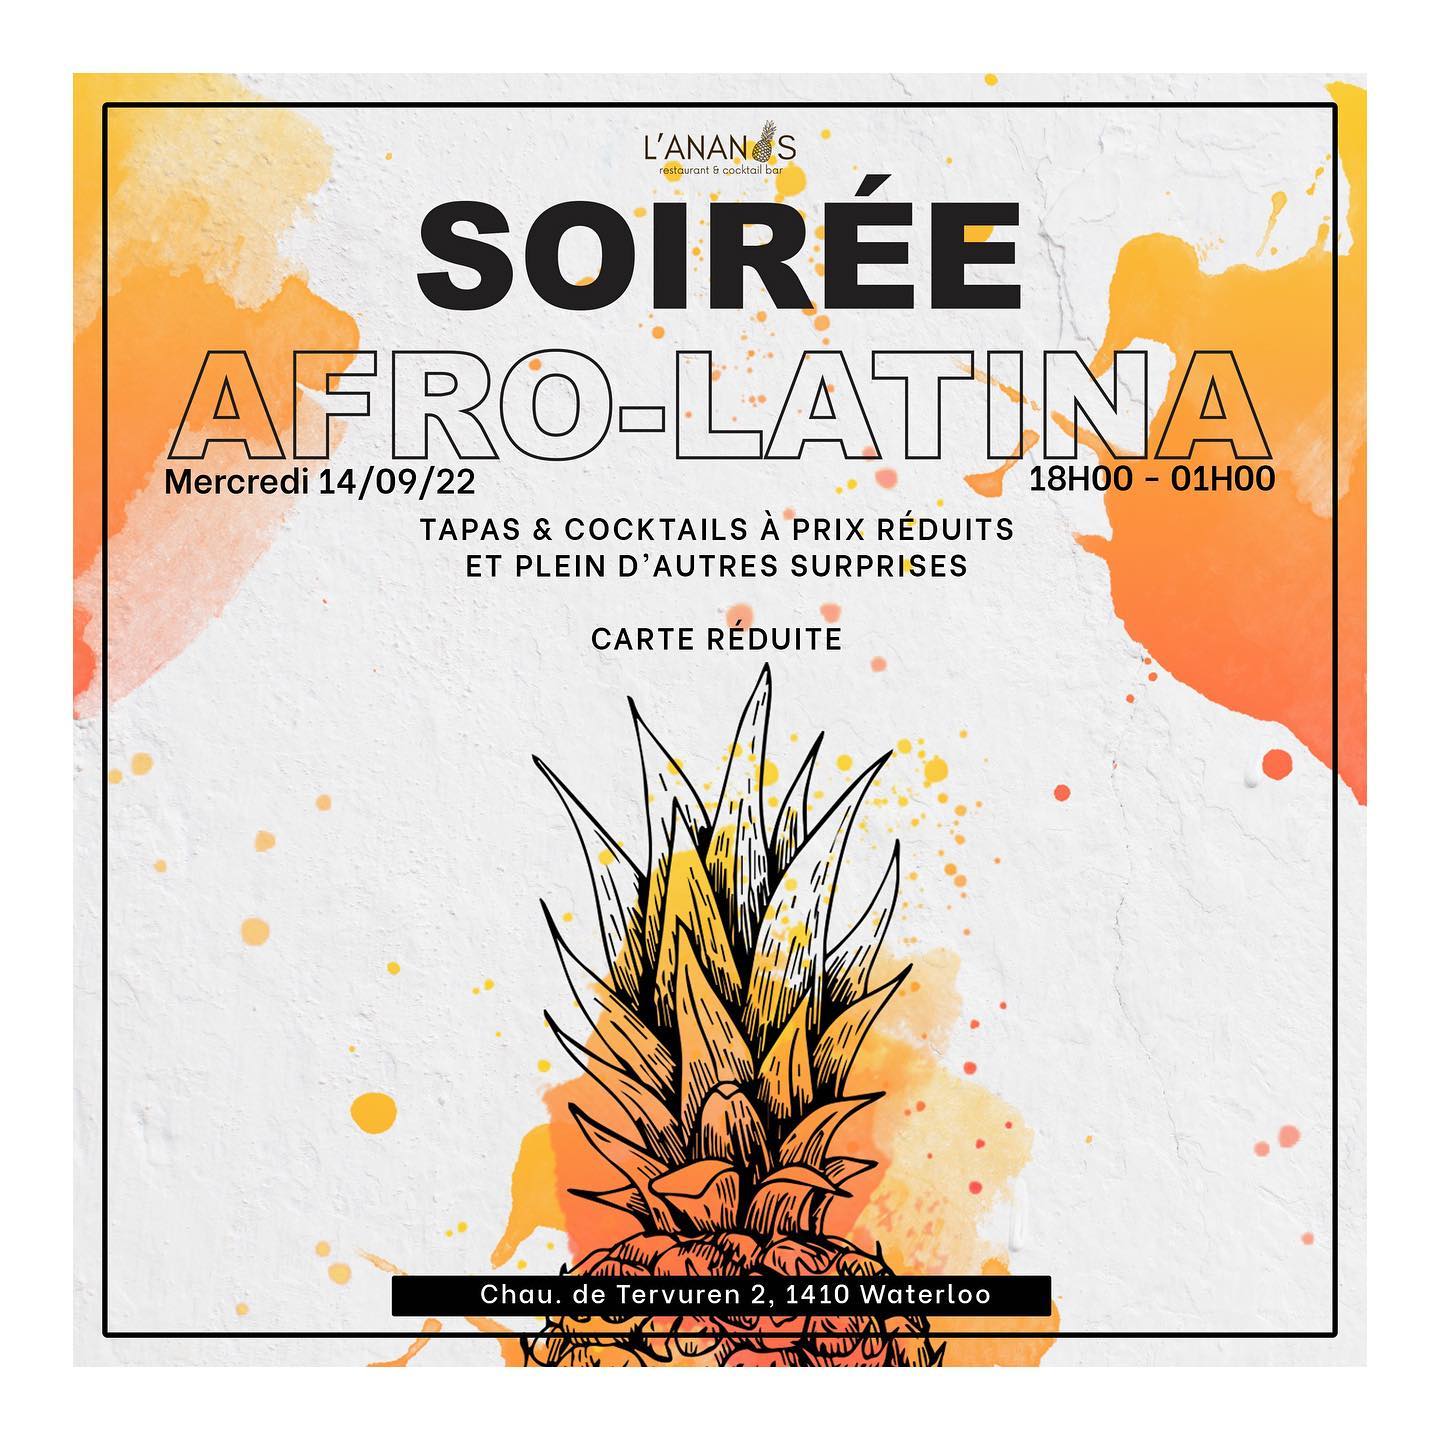 L'ANANAS
restaurant & cocktail bar
SOIRÉE
AFRO-LATINA
Mercredi 14/09/22
18H00 - 01H00
TAPAS & COCKTAILS À PRIX RÉDUITS
ET PLEIN D'AUTRES SURPRISES
CARTE RÉDUITE
Chau. de Tervuren 2, 1410 Waterloo